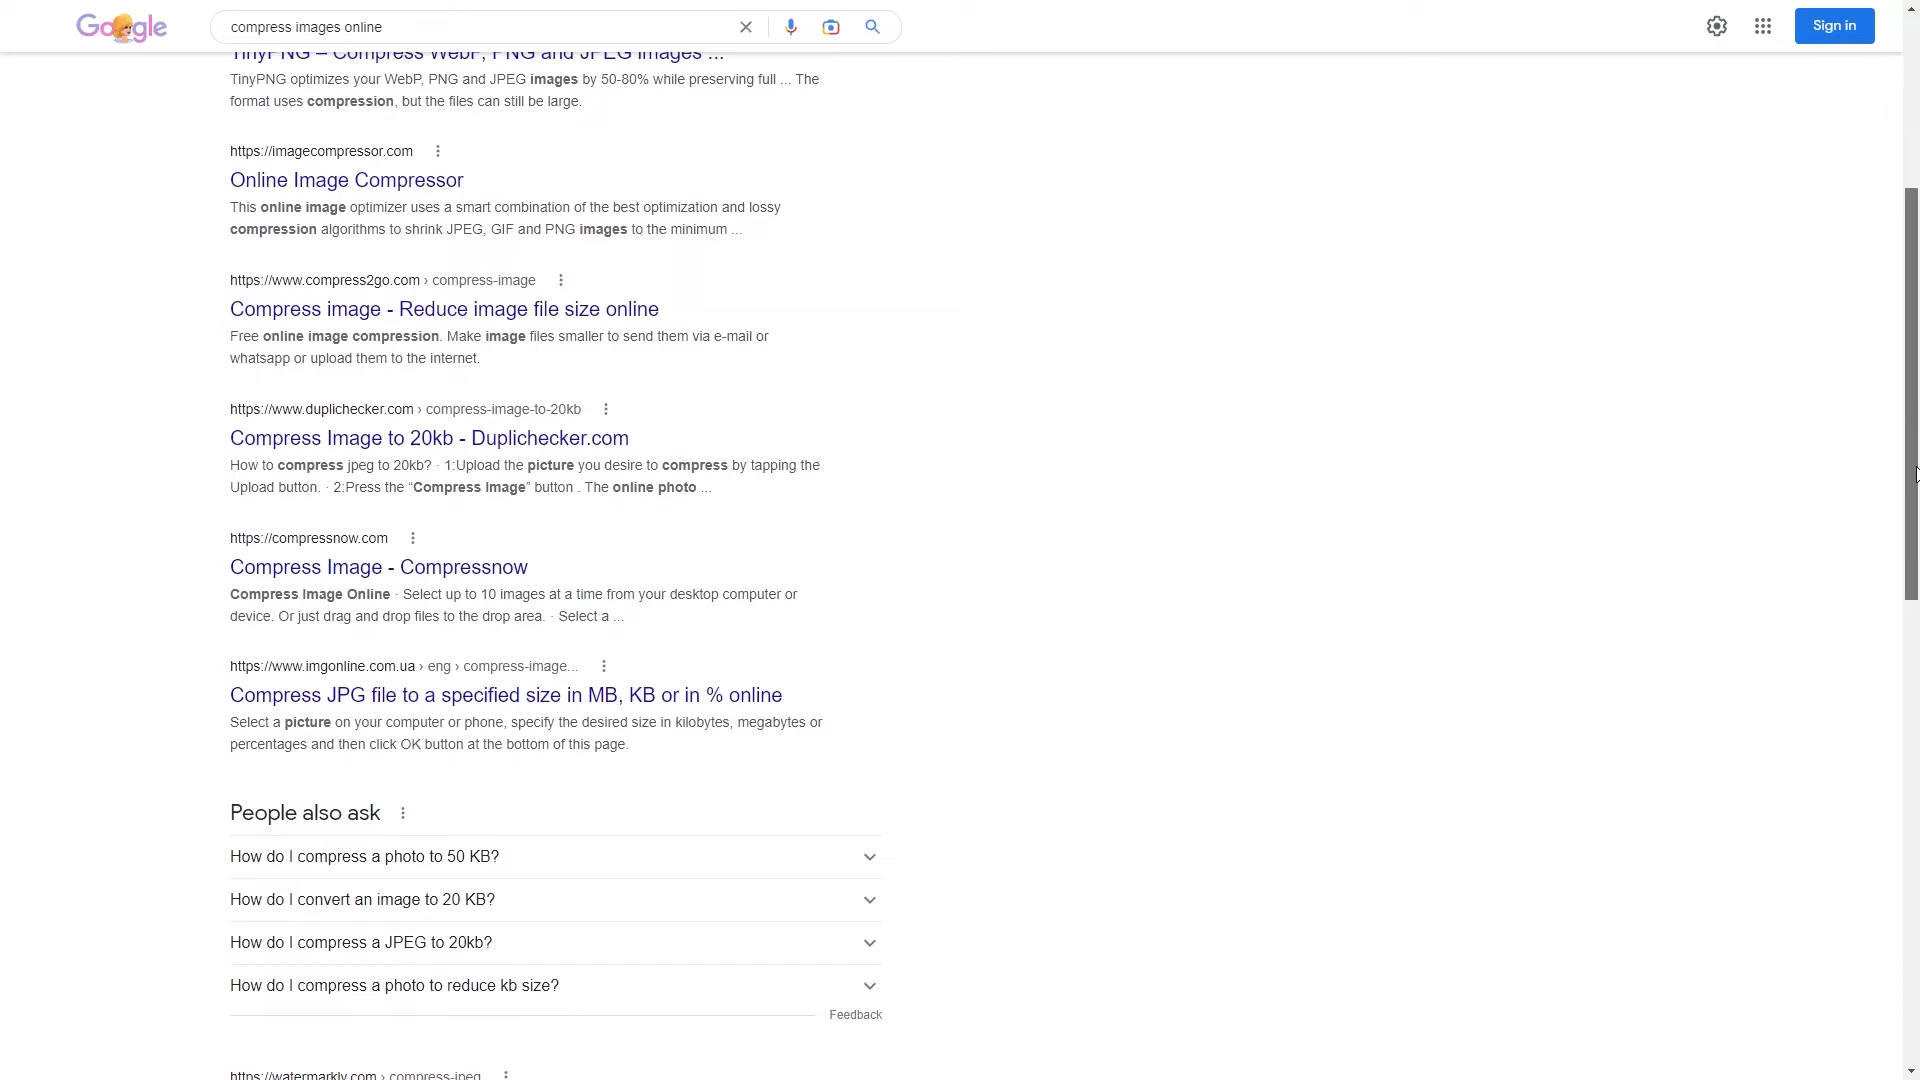 Google
compress images online
Sign in
TinyPNG – Compress WebP, PNG and JPEG images ...
TinyPNG optimizes your WebP, PNG and JPEG images by 50-80% while preserving full ... The
format uses compression, but the files can still be large.
https://imagecompressor.com
Online Image Compressor
This online image optimizer uses a smart combination of the best optimization and lossy
compression algorithms to shrink JPEG, GIF and PNG images to the minimum ...
https://www.compress2go.com › compress-image
Compress image - Reduce image file size online
Free online image compression. Make image files smaller to send them via e-mail or
whatsapp or upload them to the internet.
https://www.duplichecker.com › compress-image-to-20kb
Compress Image to 20kb - Duplichecker.com
How to compress jpeg to 20kb? · 1:Upload the picture you desire to compress by tapping the
Upload button. · 2:Press the “Compress Image” button . The online photo ...
https://compressnow.com
Compress Image - Compressnow
Compress Image Online · Select up to 10 images at a time from your desktop computer or
device. Or just drag and drop files to the drop area. · Select a ...
https://www.imgonline.com.ua › eng › compress-image...
Compress JPG file to a specified size in MB, KB or in % online
Select a picture on your computer or phone, specify the desired size in kilobytes, megabytes or
percentages and then click OK button at the bottom of this page.
People also ask
How do I compress a photo to 50 KB?
How do I convert an image to 20 KB?
How do I compress a JPEG to 20kb?
How do I compress a photo to reduce kb size?
Feedback
https://watermarkly.com › compress-jpeg